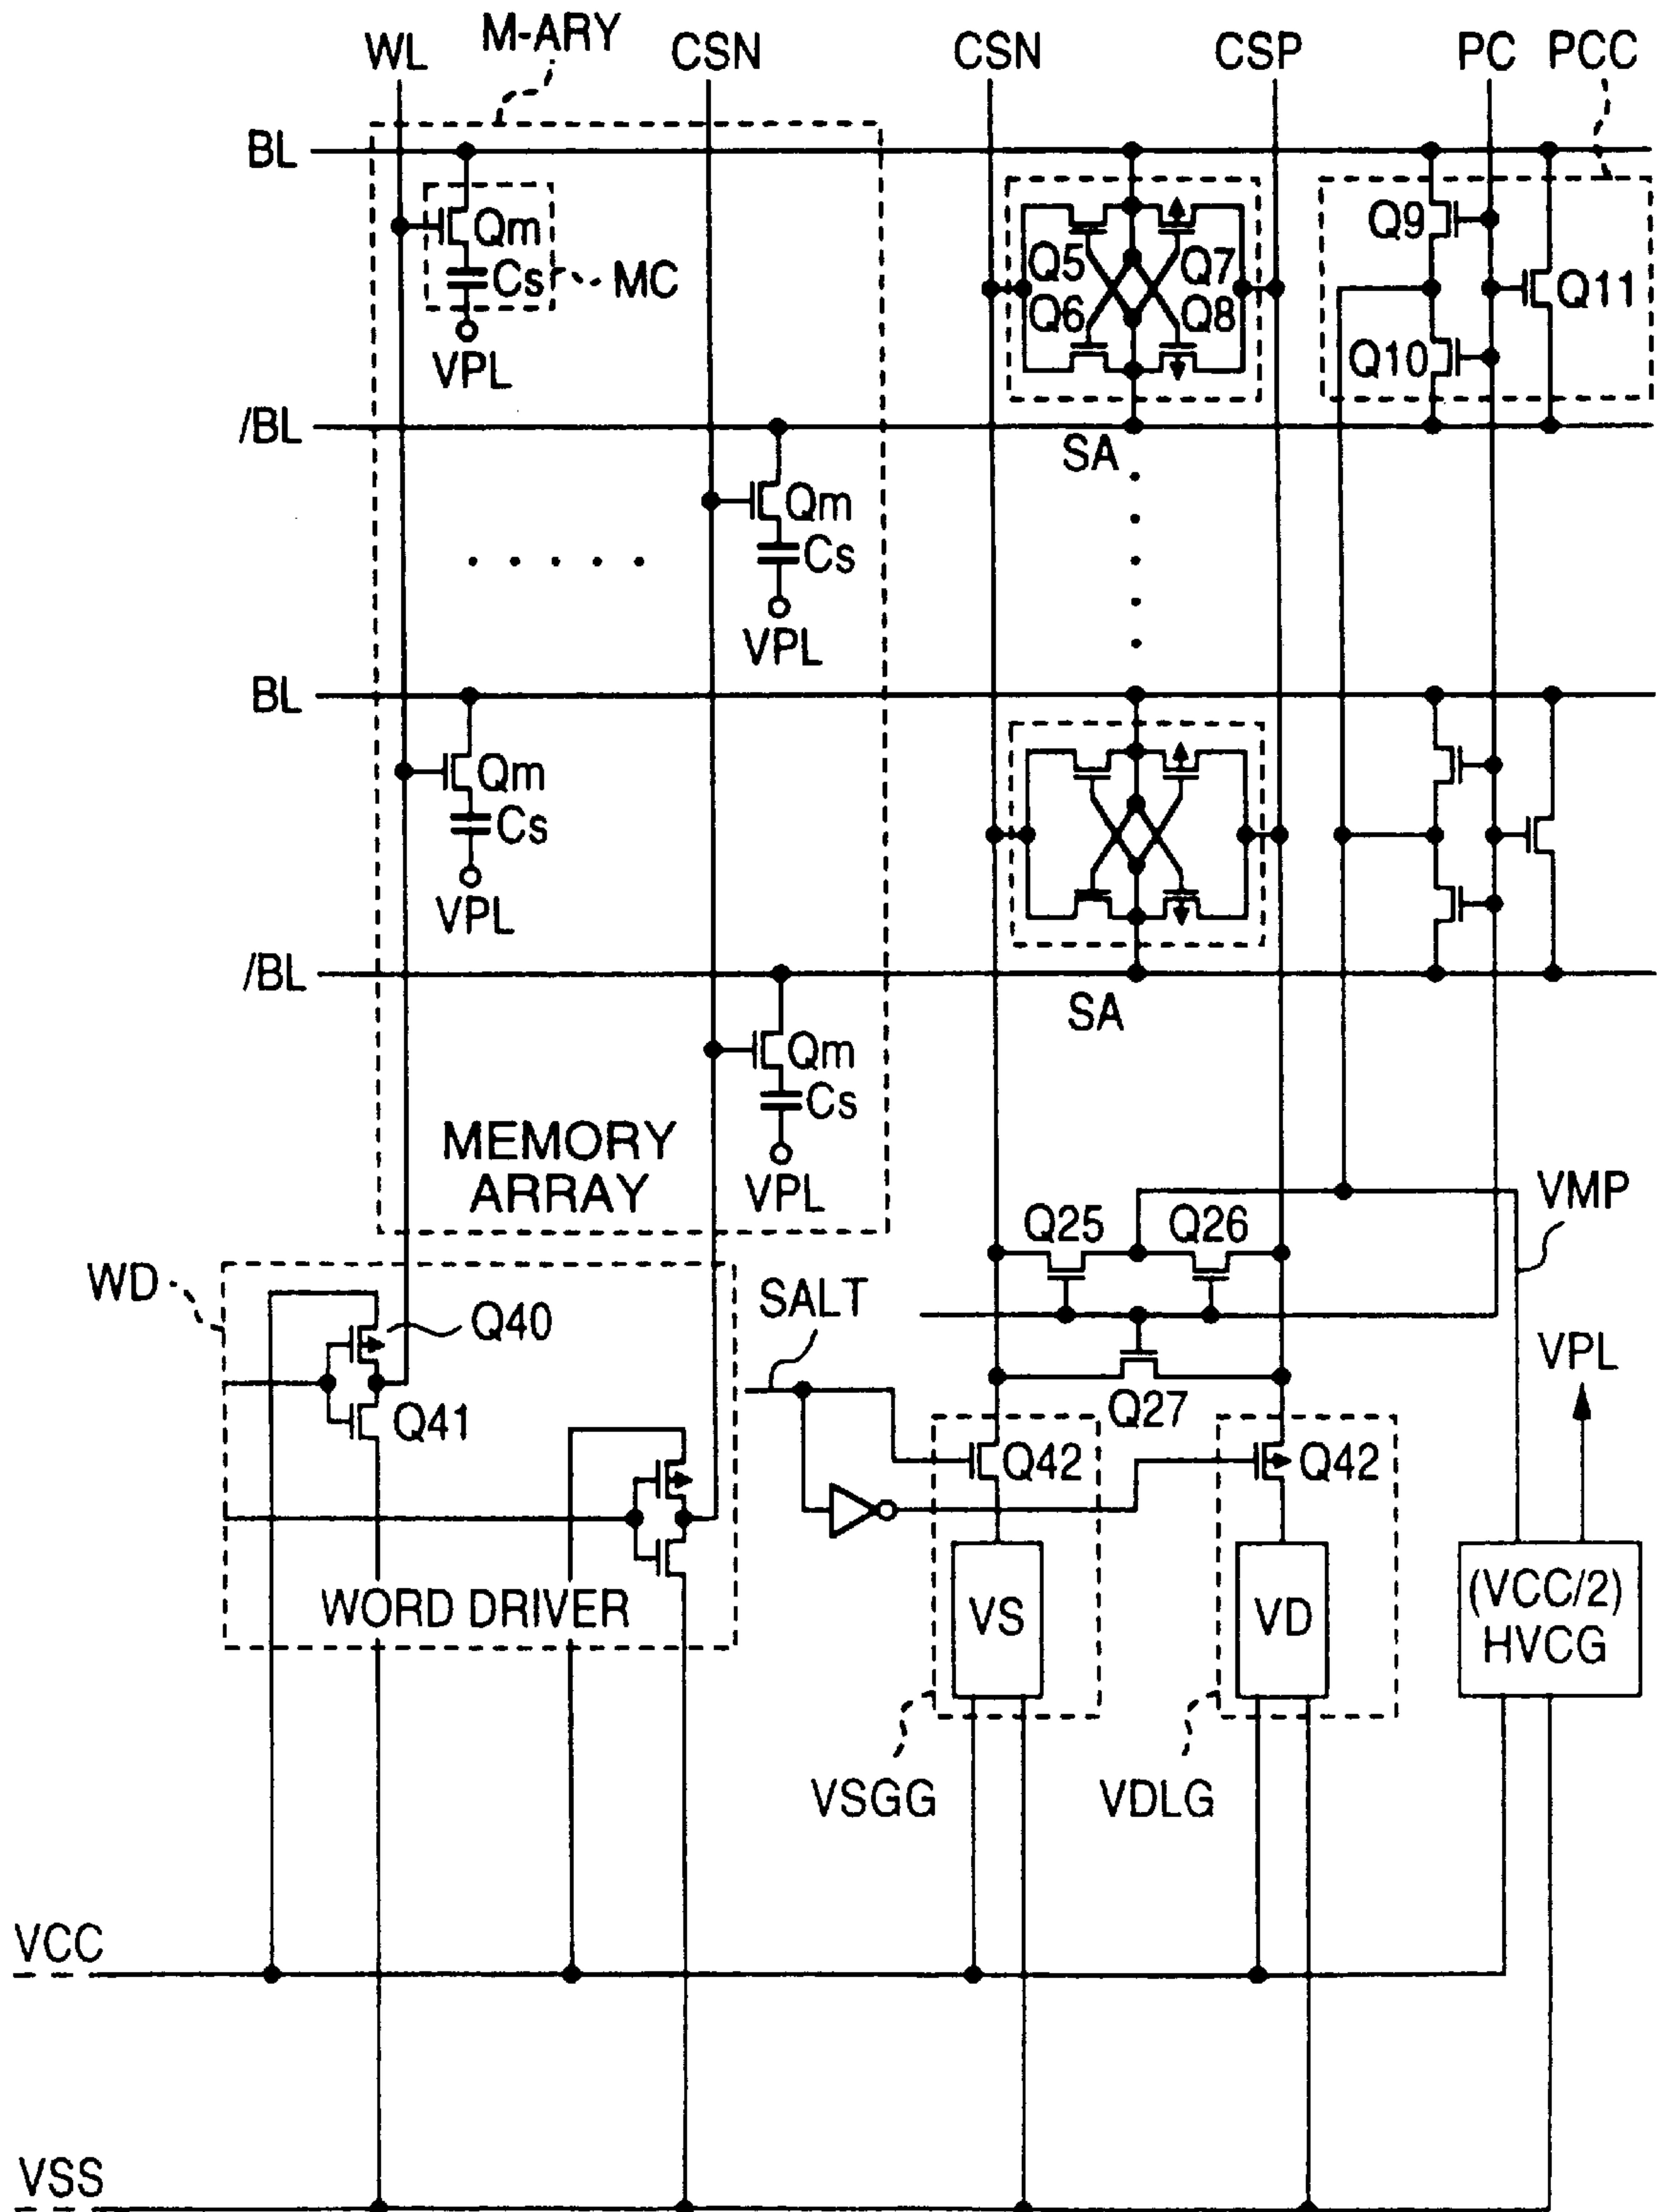 M-ARY
WL CSN CSN CSP PC PCC
BL
Qm
Cs
MC
VPL
Q5 Q7
Q6 Q8
Q9
Q11
Q10
/BL
SA
Qm
Cs
VPL
BL
Qm
Cs
VPL
/BL
SA
Qm
Cs
VPL
MEMORY
ARRAY
VMP
Q25 Q26
WD
SALT
Q40
VPL
Q27
Q41
Q42 Q42
WORD DRIVER
VS VD
(VCC/2)
HVCG
VSGG VDLG
VCC
VSS